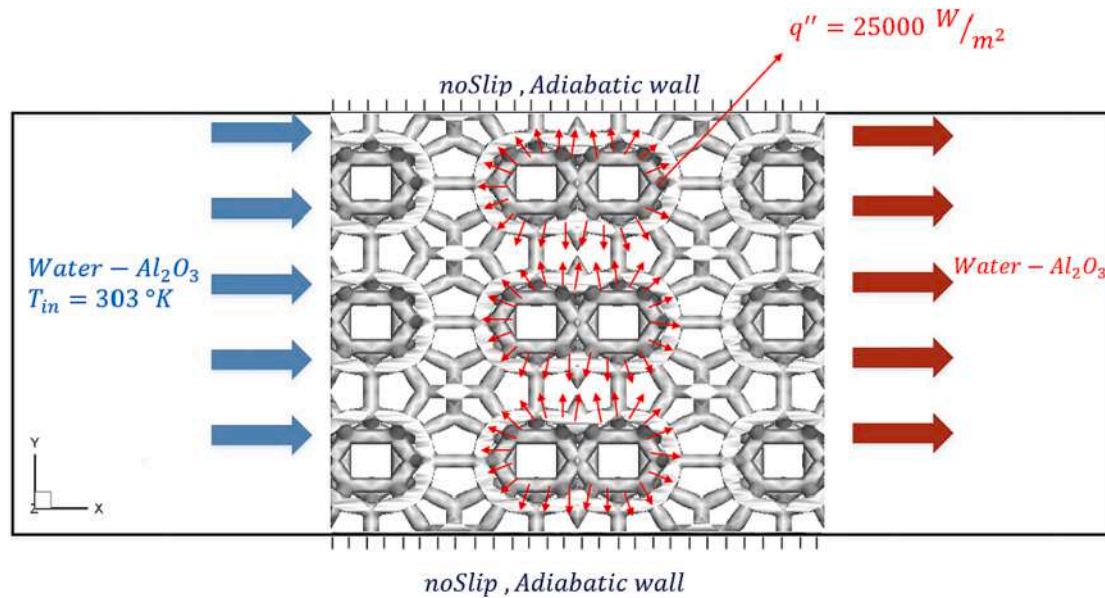 q'' = 25000 W/m²
noSlip , Adiabatic wall
Water − Al₂O₃
T_in = 303 °K
Water − Al₂O₃
Y
Z X
noSlip , Adiabatic wall